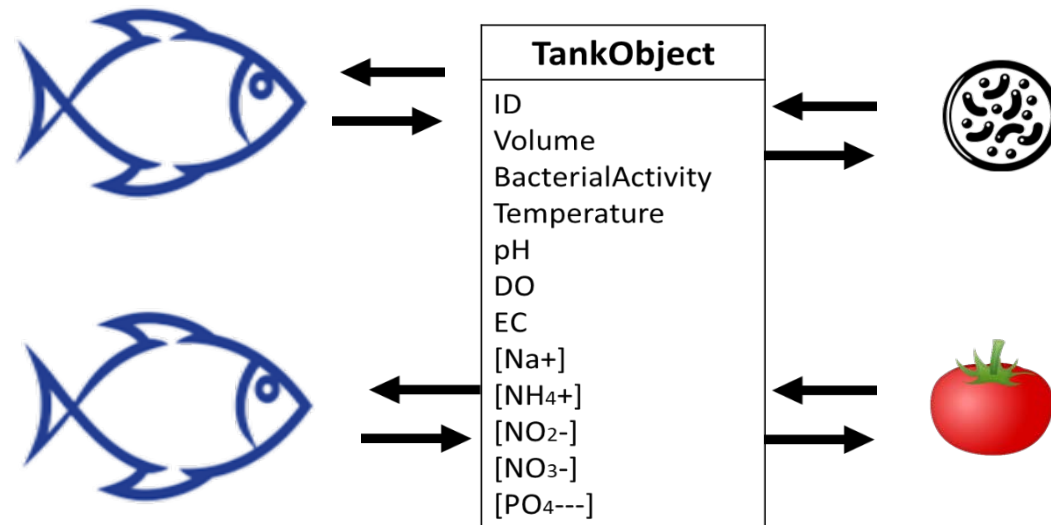 TankObject
ID
Volume
BacterialActivity
Temperature
pH
DO
EC
[Na+]
[NH₄+]
[NO₂-]
[NO₃-]
[PO₄---]